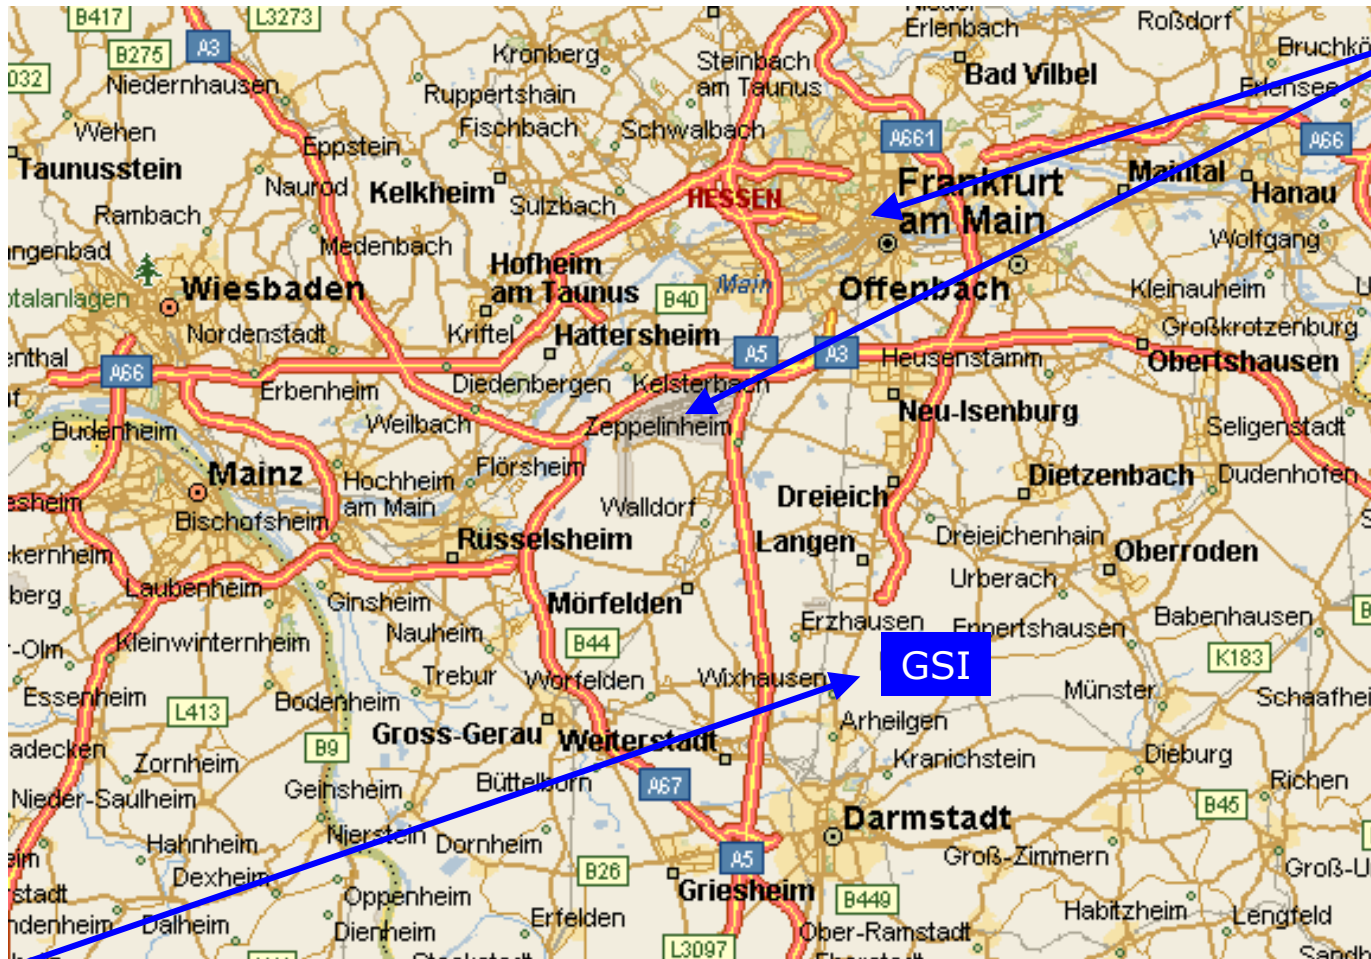 B417
L3273
Erlenbach
Roßdorf
A3
B275
Kronberg
Steinbach
am Taunus
Bad Vilbel
Niedernhausen
Ruppertshain
Erlensee
Wehen
Fischbach
Schwalbach
A661
A66
Eppstein
Taunusstein
Naurod
Kelkheim
Sulzbach
HESSEN
Frankfurt
am Main
Maintal
Hanau
Rambach
Medenbach
Wolfgang
Hofheim
am Taunus
Wiesbaden
B40
Main
Offenbach
Kleinauheim
Nordenstadt
Kriftel
Hattersheim
Großkrotzenburg
A5
A3
Heusenstamm
Obertshausen
A66
Erbenheim
Diedenbergen
Kelsterbach
Weilbach
Zeppelinheim
Neu-Isenburg
Seligenstadt
Budenheim
Mainz
Hochheim
am Main
Flörsheim
Dietzenbach
Dudenhofen
Walldorf
Dreieich
Bischofsheim
Rüsselsheim
Langen
Dreieichenhain
Oberroden
Urberach
Laubenheim
Ginsheim
Mörfelden
Erzhausen
Eppertshausen
Babenhausen
Kleinwinternheim
Nauheim
B44
GSI
K183
Trebur
Worfelden
Wixhausen
Münster
Essenheim
L413
Bodenheim
Arheilgen
B9
Gross-Gerau
Weiterstadt
Kranichstein
Dieburg
Zornheim
Geinsheim
Büttelborn
A67
Richen
Nieder-Saulheim
B45
Nierstein
Dornheim
Darmstadt
Hahnheim
A5
Groß-Zimmern
Dexheim
B26
Griesheim
Oppenheim
B449
Habitzheim
Lengfeld
Dalheim
Dienheim
Erfelden
L3097
Ober-Ramstadt